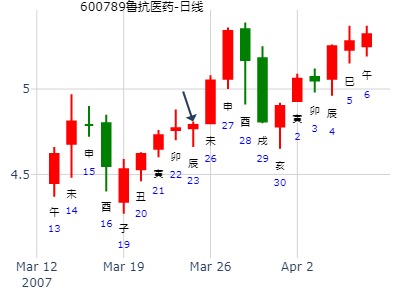 600789鲁抗医药-日线
5
4.5
午
13
未
14
申
15
酉
16
子
19
丑
20
寅
21
卯
22
辰
23
未
26
申
27
酉
28
戌
29
亥
30
寅
2
卯
3
辰
4
巳
5
午
6
Mar 12
2007
Mar 19
Mar 26
Apr 2